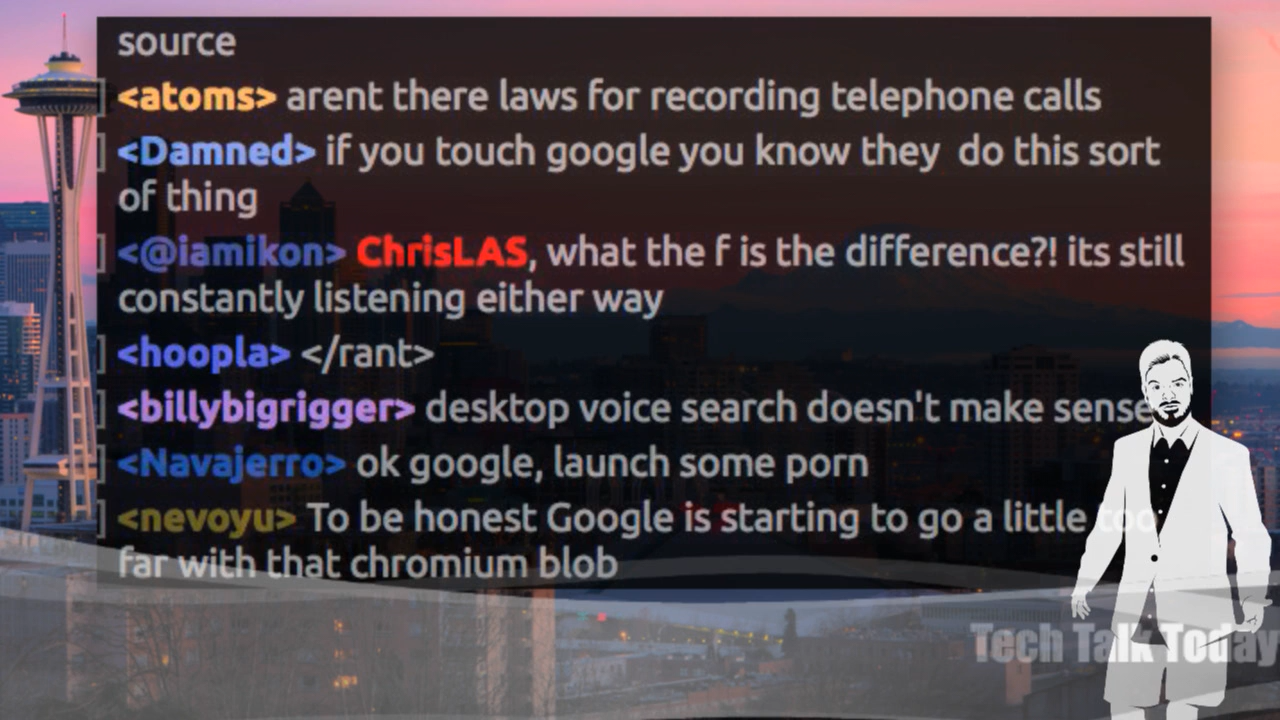 source
<atoms> arent there laws for recording telephone calls
<Damned> if you touch google you know they  do this sort
of thing
<@iamikon> ChrisLAS, what the f is the difference?! its still
constantly listening either way
<hoopla> </rant>
<billybigrigger> desktop voice search doesn't make sense
<Navajerro> ok google, launch some porn
<nevoyu> To be honest Google is starting to go a little too
far with that chromium blob
Tech Talk Today